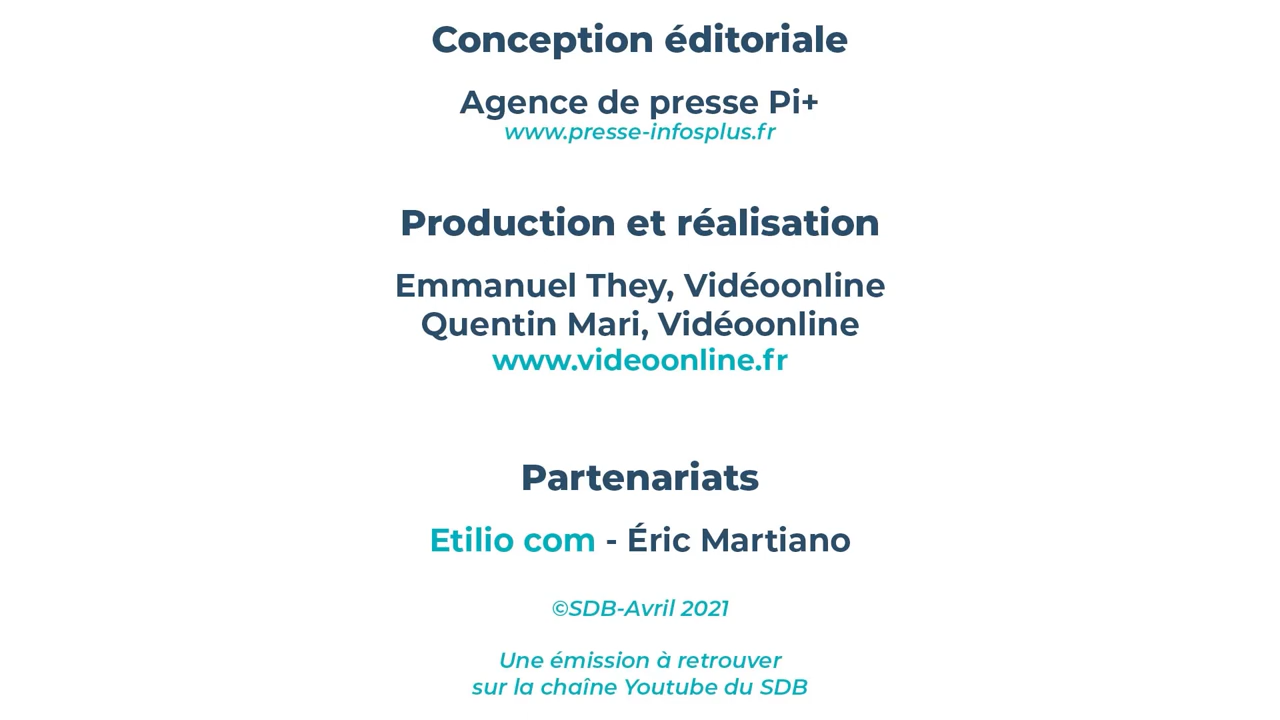 Conception éditoriale
Agence de presse Pi+
www.presse-infosplus.fr
Production et réalisation
Emmanuel They, Vidéoonline
Quentin Mari, Vidéoonline
www.videoonline.fr
Partenariats
Etilio com - Éric Martiano
©SDB-Avril 2021
Une émission à retrouver
sur la chaîne Youtube du SDB